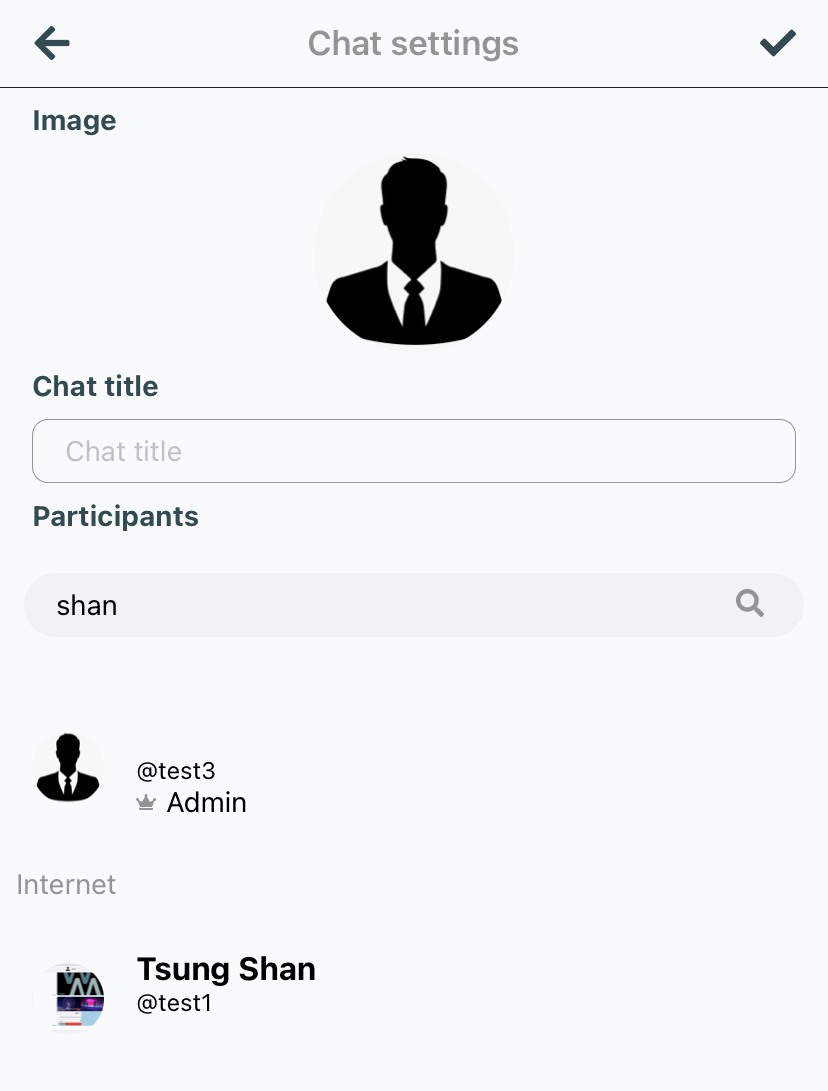 Chat settings
Image
Chat title
Chat title
Participants
shan
@test3
Admin
Internet
Tsung Shan
@test1